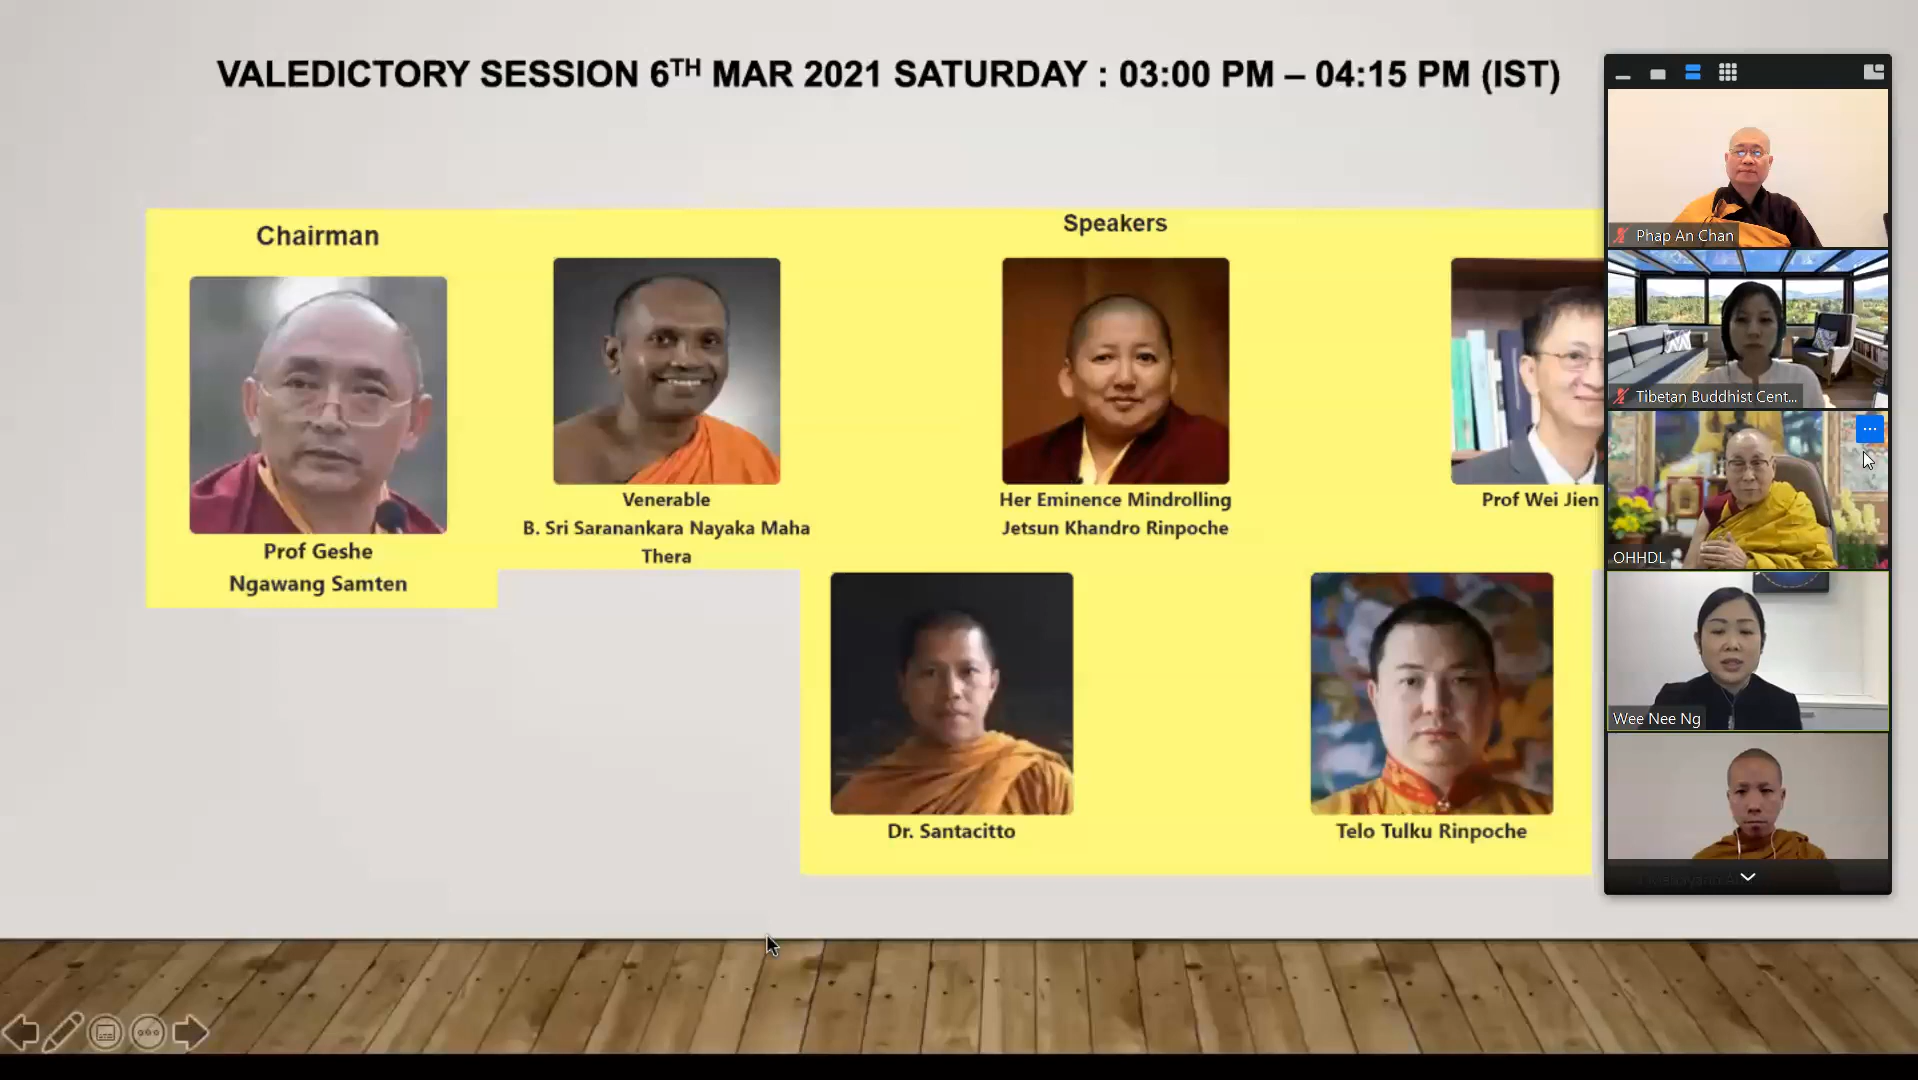 VALEDICTORY SESSION 6TH MAR 2021 SATURDAY : 03:00 PM – 04:15 PM (IST)
Chairman
Speakers
Prof Geshe
Ngawang Samten
Venerable
B. Sri Saranankara Nayaka Maha
Thera
Her Eminence Mindrolling
Jetsun Khandro Rinpoche
Prof Wei Jien
Dr. Santacitto
Telo Tulku Rinpoche
Phap An Chan
Tibetan Buddhist Cent...
OHHDL
Wee Nee Ng